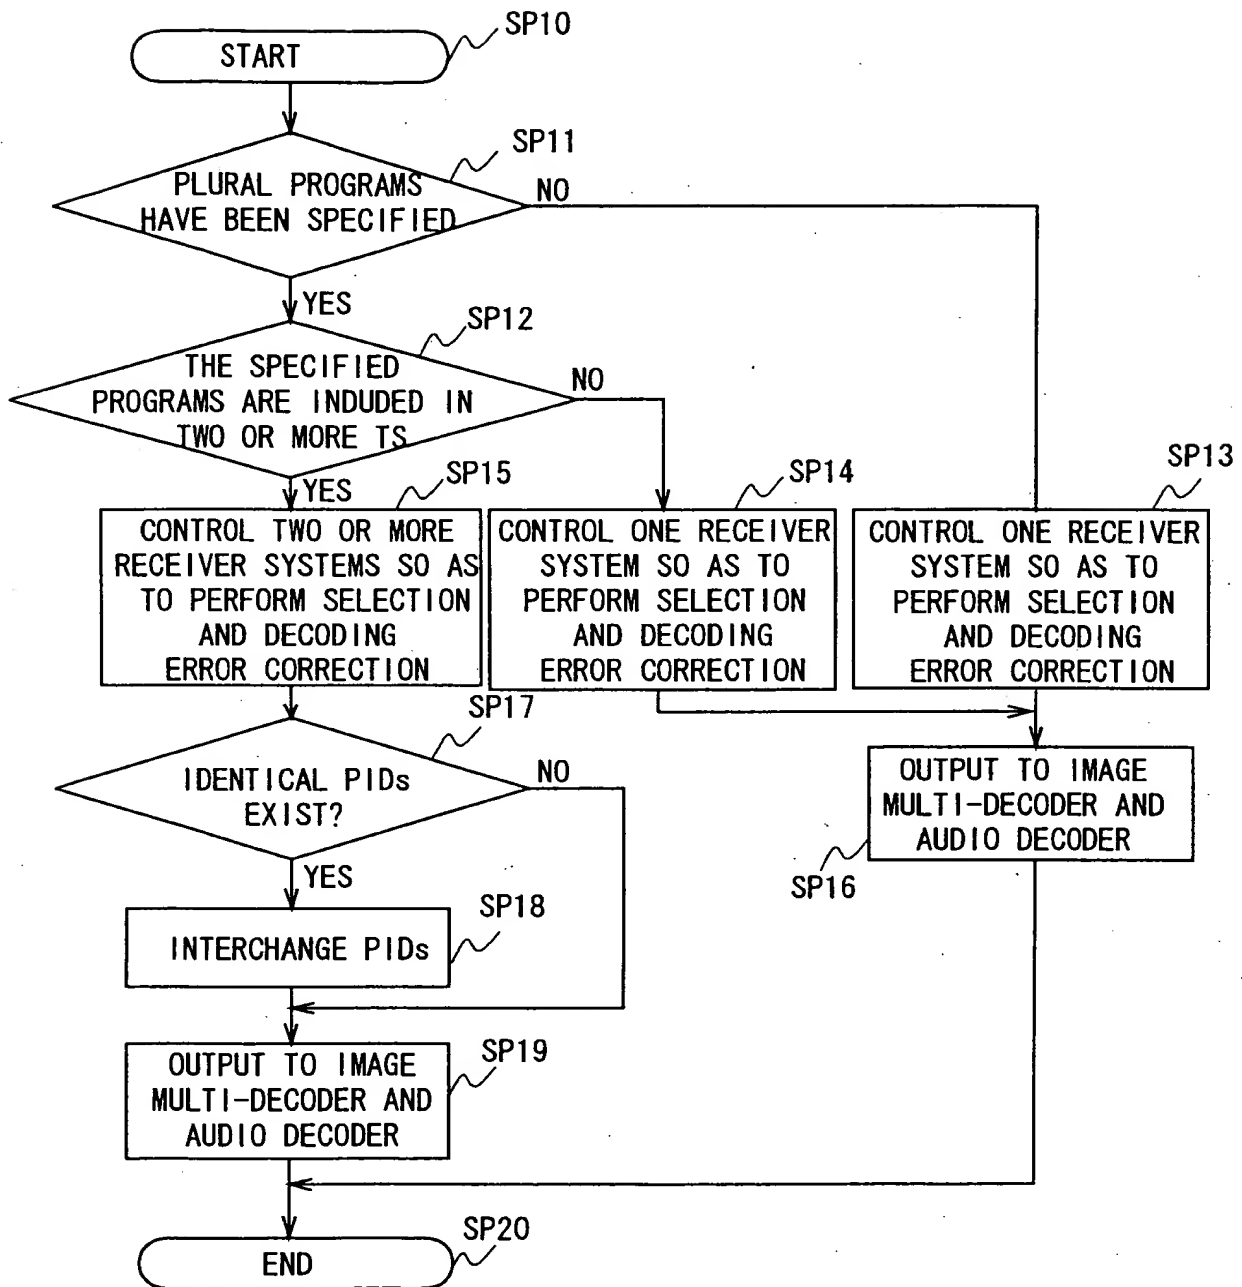 START
SP10
PLURAL PROGRAMS
HAVE BEEN SPECIFIED
SP11
NO
YES
THE SPECIFIED
PROGRAMS ARE INDUDED IN
TWO OR MORE TS
SP12
NO
YES
SP15
CONTROL TWO OR MORE
RECEIVER SYSTEMS SO AS
TO PERFORM SELECTION
AND DECODING
ERROR CORRECTION
SP14
CONTROL ONE RECEIVER
SYSTEM SO AS TO
PERFORM SELECTION
AND DECODING
ERROR CORRECTION
SP13
CONTROL ONE RECEIVER
SYSTEM SO AS TO
PERFORM SELECTION
AND DECODING
ERROR CORRECTION
SP17
IDENTICAL PIDs
EXIST?
NO
YES
OUTPUT TO IMAGE
MULTI-DECODER AND
AUDIO DECODER
SP16
SP18
INTERCHANGE PIDs
SP19
OUTPUT TO IMAGE
MULTI-DECODER AND
AUDIO DECODER
SP20
END